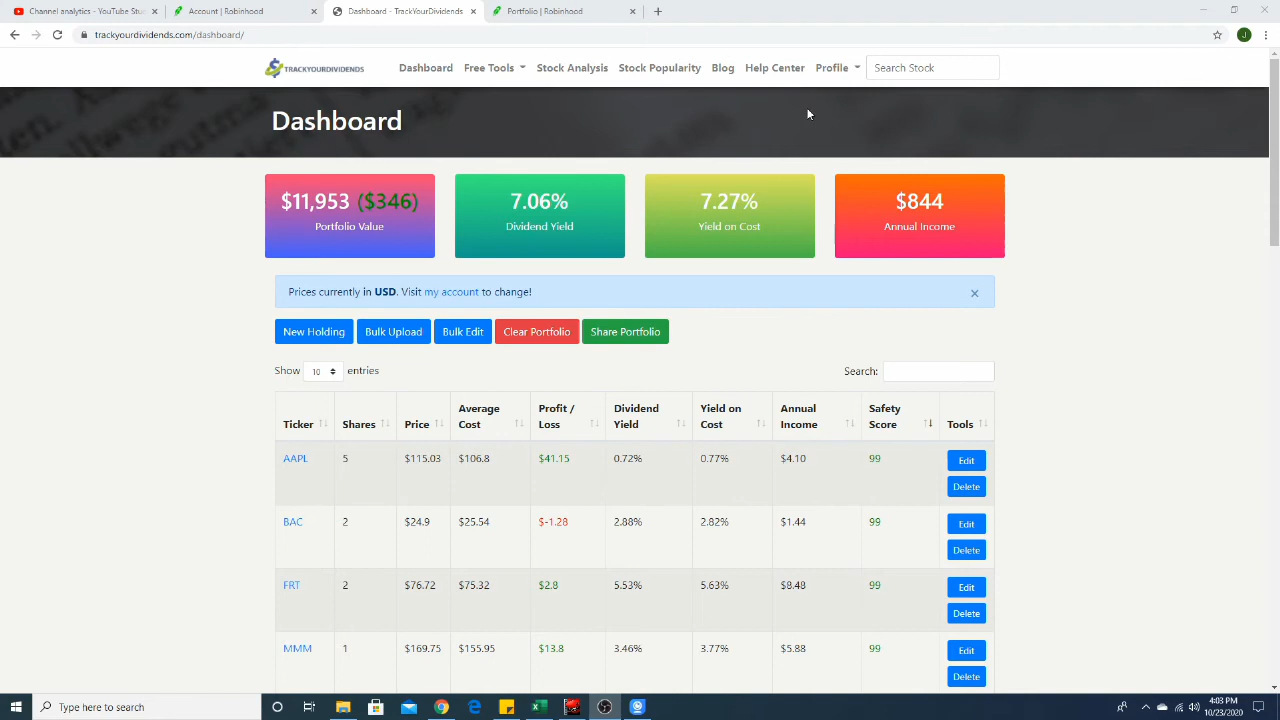 Channel analytics - YouTube Stu
Account | Robinhood
Dashboard - TrackYourDividends
Portfolio | Robinhood
trackyourdividends.com/dashboard/
J
TRACKYOURDIVIDENDS
Dashboard
Free Tools
Stock Analysis
Stock Popularity
Blog
Help Center
Profile
Search Stock
Dashboard
$11,953 ($346)
Portfolio Value
7.06%
Dividend Yield
7.27%
Yield on Cost
$844
Annual Income
Prices currently in USD. Visit my account to change!
×
New Holding
Bulk Upload
Bulk Edit
Clear Portfolio
Share Portfolio
Show 10 entries
Search:
Ticker
Shares
Price
Average
Cost
Profit /
Loss
Dividend
Yield
Yield on
Cost
Annual
Income
Safety
Score
Tools
AAPL 5 $115.03 $106.8 $41.15 0.72% 0.77% $4.10 99 Edit
Delete
BAC 2 $24.9 $25.54 $-1.28 2.88% 2.82% $1.44 99 Edit
Delete
FRT 2 $76.72 $75.32 $2.8 5.53% 5.63% $8.48 99 Edit
Delete
MMM 1 $169.75 $155.95 $13.8 3.46% 3.77% $5.88 99 Edit
Delete
Type here to search
4:03 PM
10/23/2020